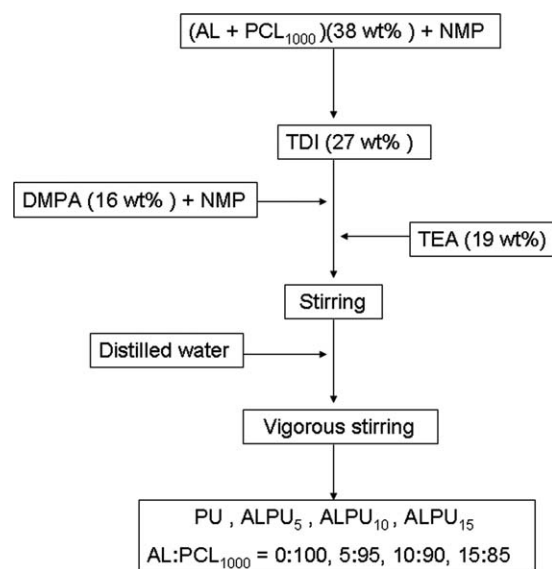 (AL + PCL₁₀₀₀)(38 wt% ) + NMP
TDI (27 wt% )
DMPA (16 wt% ) + NMP
TEA (19 wt%)
Stirring
Distilled water
Vigorous stirring
PU , ALPU₅ , ALPU₁₀, ALPU₁₅
AL:PCL₁₀₀₀ = 0:100, 5:95, 10:90, 15:85